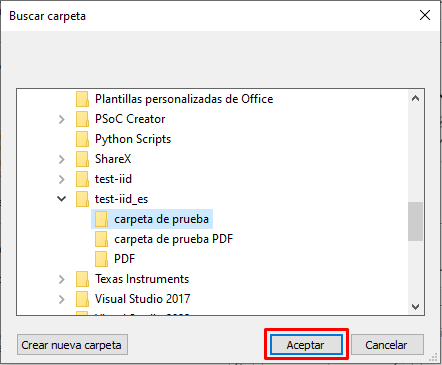 Buscar carpeta
Plantillas personalizadas de Office
PSoC Creator
Python Scripts
ShareX
test-iid
test-iid_es
carpeta de prueba
carpeta de prueba PDF
PDF
Texas Instruments
Visual Studio 2017
Crear nueva carpeta
Aceptar
Cancelar